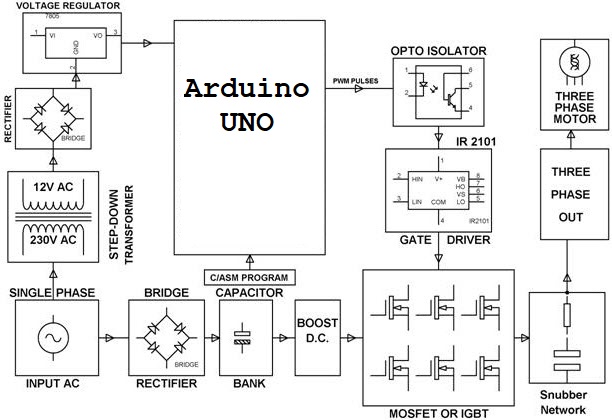 VOLTAGE REGULATOR
7805
1 VI VO 3
GND
2
RECTIFIER
BRIDGE
12V AC
230V AC
STEP-DOWN
TRANSFORMER
Arduino
UNO
C/ASM PROGRAM
PWM PULSES
OPTO ISOLATOR
1 6
5
2 4
IR 2101
1
2 HIN V+ VB 8
HO 7
VS 6
3 LIN COM LO 5
4 IR2101
GATE DRIVER
THREE
PHASE
MOTOR
THREE
PHASE
OUT
SINGLE PHASE
INPUT AC
BRIDGE
BRIDGE
RECTIFIER
CAPACITOR
BANK
BOOST
D.C.
MOSFET OR IGBT
Snubber
Network